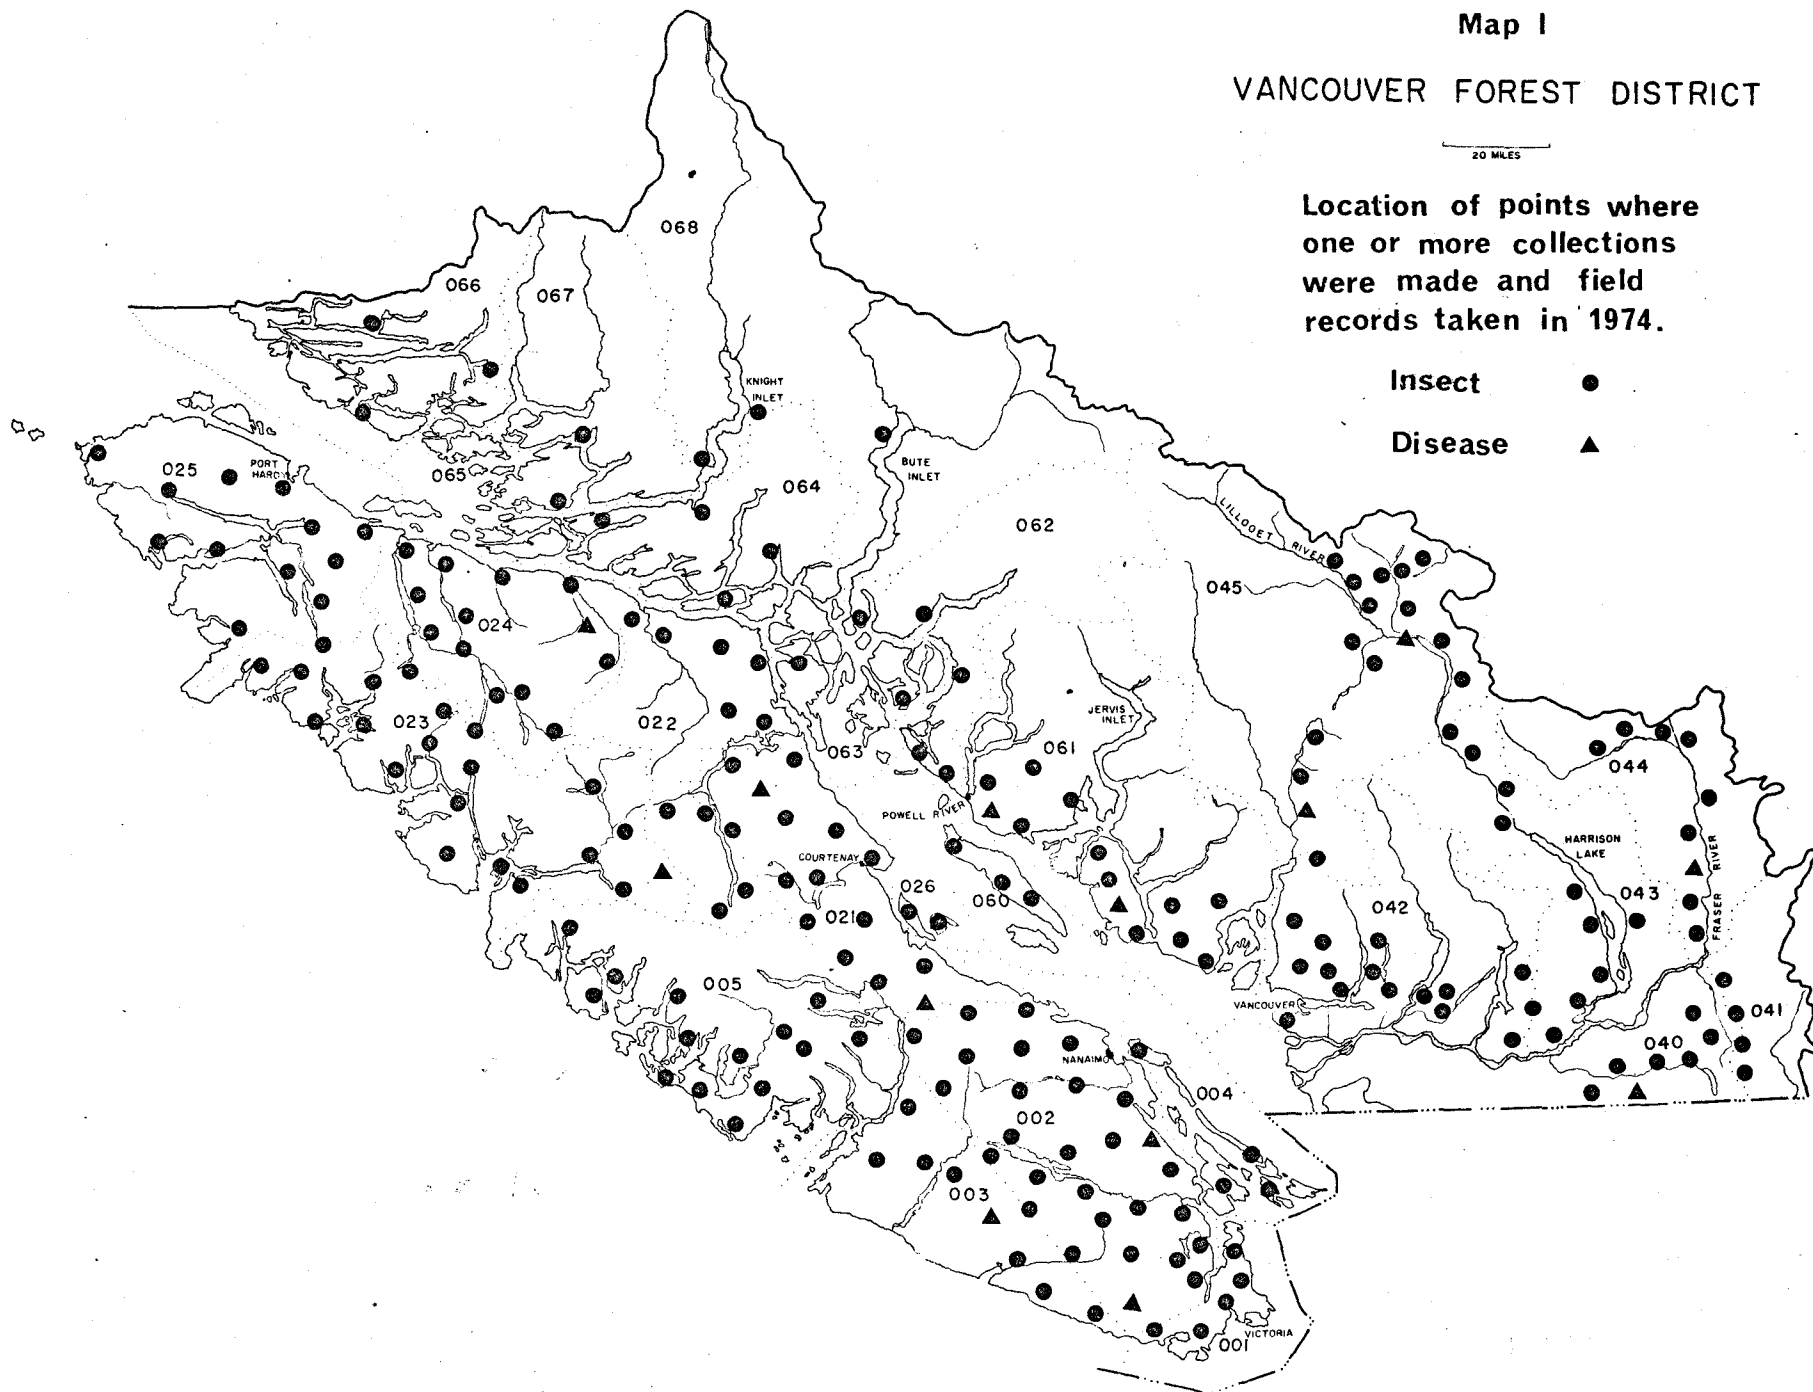 Map I
VANCOUVER FOREST DISTRICT
20 MILES
Location of points where
one or more collections
were made and field
records taken in 1974.
Insect
Disease
068
066
067
KNIGHT
INLET
025
PORT
HARDY
065
064
BUTE
INLET
062
LILLOOET RIVER
045
024
023
022
063
JERVIS
INLET
061
044
POWELL RIVER
COURTENAY
HARRISON
LAKE
FRASER RIVER
026
060
021
042
043
005
VANCOUVER
041
040
NANAIMO
004
002
003
VICTORIA
001